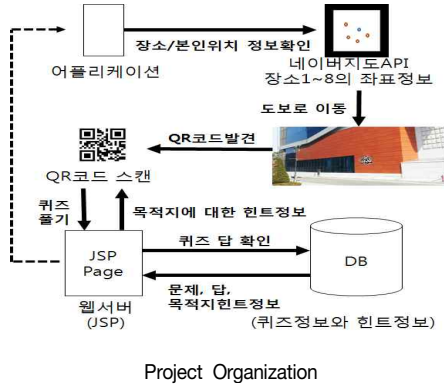 장소/본인위치 정보확인
어플리케이션
네이버지도API
장소1~8의 좌표정보
도보로 이동
QR코드발견
QR코드 스캔
퀴즈
풀기
목적지에 대한 힌트정보
JSP
Page
퀴즈 답 확인
DB
문제, 답,
목적지힌트정보
웹서버
(JSP)
(퀴즈정보와 힌트정보)
Project Organization